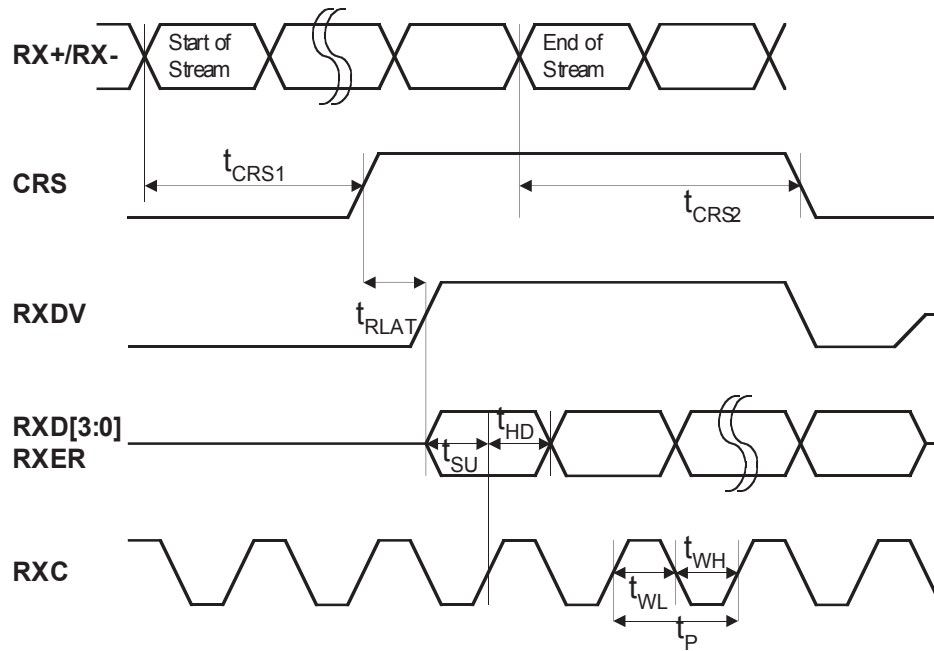 RX+/RX-
Start of
Stream
End of
Stream
CRS
tCRS1
tCRS2
RXDV
tRLAT
RXD[3:0]
RXER
tSU
tHD
RXC
tWL
tWH
tP